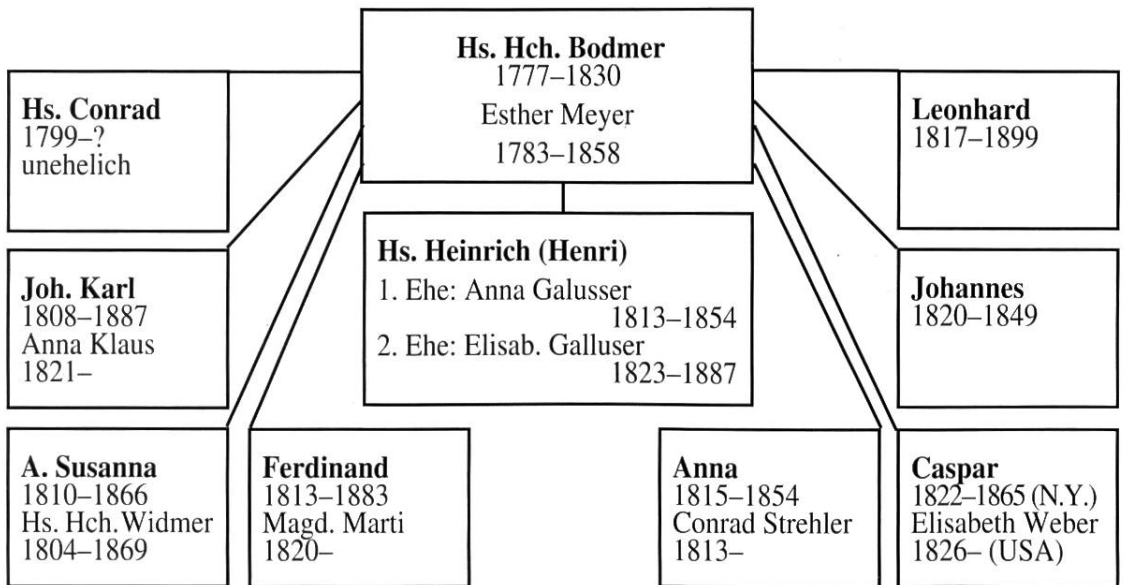 Hs. Hch. Bodmer
1777–1830
Esther Meyer
1783–1858
Hs. Conrad
1799–?
unehelich
Leonhard
1817–1899
Hs. Heinrich (Henri)
1. Ehe: Anna Galusser
1813–1854
2. Ehe: Elisab. Galluser
1823–1887
Joh. Karl
1808–1887
Anna Klaus
1821–
Johannes
1820–1849
A. Susanna
1810–1866
Hs. Hch. Widmer
1804–1869
Ferdinand
1813–1883
Magd. Marti
1820–
Anna
1815–1854
Conrad Strehler
1813–
Caspar
1822–1865 (N.Y.)
Elisabeth Weber
1826– (USA)